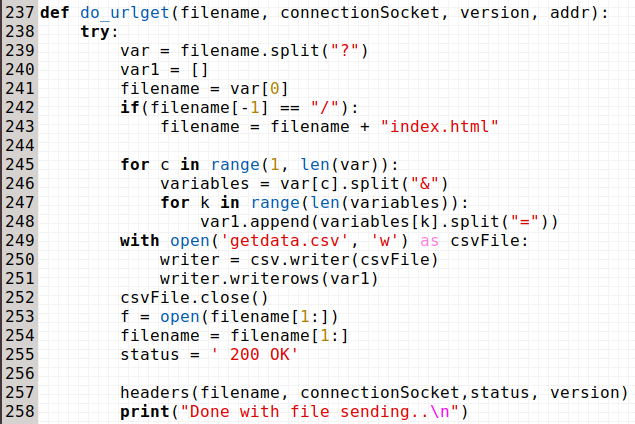 237 def do_urlget(filename, connectionSocket, version, addr):
238     try:
239         var = filename.split("?")
240         var1 = []
241         filename = var[0]
242         if(filename[-1] == "/"):
243             filename = filename + "index.html"
244
245         for c in range(1, len(var)):
246             variables = var[c].split("&")
247             for k in range(len(variables)):
248                 var1.append(variables[k].split("="))
249         with open('getdata.csv', 'w') as csvFile:
250             writer = csv.writer(csvFile)
251             writer.writerows(var1)
252         csvFile.close()
253         f = open(filename[1:])
254         filename = filename[1:]
255         status = ' 200 OK'
256
257         headers(filename, connectionSocket,status, version)
258         print("Done with file sending..\n")